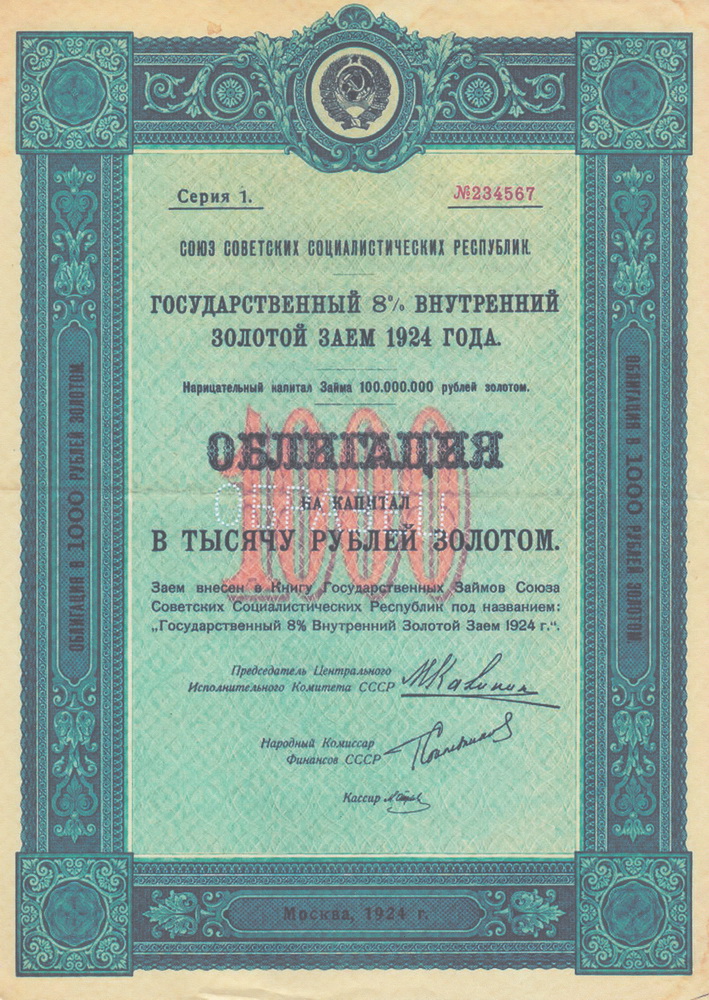 Серия 1.
№234567
СОЮЗ СОВЕТСКИХ СОЦИАЛИСТИЧЕСКИХ РЕСПУБЛИК.
ГОСУДАРСТВЕННЫЙ 8% ВНУТРЕННИЙ
ЗОЛОТОЙ ЗАЕМ 1924 ГОДА.
Нарицательный капитал Займа 100.000.000 рублей золотом.
1000
ОБЛИГАЦИЯ
НА КАПИТАЛ
В ТЫСЯЧУ РУБЛЕЙ ЗОЛОТОМ.
Заем внесен в Книгу Государственных Займов Союза
Советских Социалистических Республик под названием:
„Государственный 8% Внутренний Золотой Заем 1924 г.“.
Председатель Центрального
Исполнительного Комитета СССР
МКалинин
Народный Комиссар
Финансов СССР
Кассир
ОБЛИГАЦИЯ В 1000 РУБЛЕЙ ЗОЛОТОМ.
ОБЛИГАЦИЯ В 1000 РУБЛЕЙ ЗОЛОТОМ.
Москва, 1924 г.